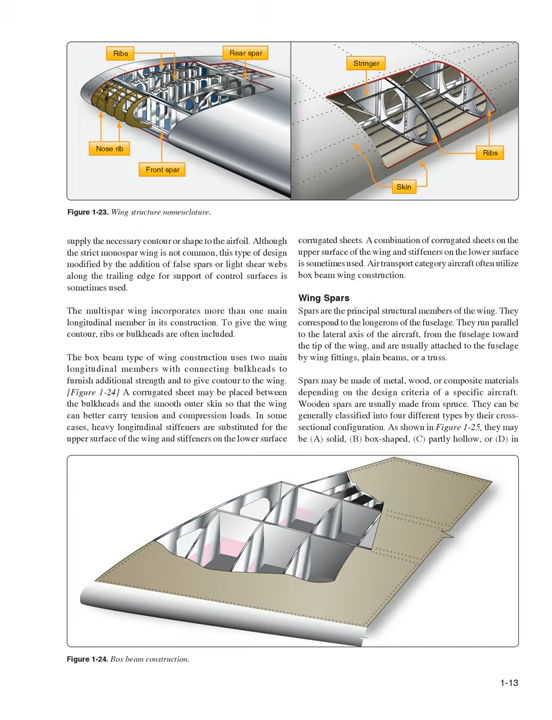 Ribs
Rear spar
Nose rib
Front spar
Stringer
Ribs
Skin
Figure 1-23. Wing structure nomenclature.
supply the necessary contour or shape to the airfoil. Although
the strict monospar wing is not common, this type of design
modified by the addition of false spars or light shear webs
along the trailing edge for support of control surfaces is
sometimes used.
The multispar wing incorporates more than one main
longitudinal member in its construction. To give the wing
contour, ribs or bulkheads are often included.
The box beam type of wing construction uses two main
longitudinal members with connecting bulkheads to
furnish additional strength and to give contour to the wing.
[Figure 1-24] A corrugated sheet may be placed between
the bulkheads and the smooth outer skin so that the wing
can better carry tension and compression loads. In some
cases, heavy longitudinal stiffeners are substituted for the
upper surface of the wing and stiffeners on the lower surface
corrugated sheets. A combination of corrugated sheets on the
upper surface of the wing and stiffeners on the lower surface
is sometimes used. Air transport category aircraft often utilize
box beam wing construction.
Wing Spars
Spars are the principal structural members of the wing. They
correspond to the longerons of the fuselage. They run parallel
to the lateral axis of the aircraft, from the fuselage toward
the tip of the wing, and are usually attached to the fuselage
by wing fittings, plain beams, or a truss.
Spars may be made of metal, wood, or composite materials
depending on the design criteria of a specific aircraft.
Wooden spars are usually made from spruce. They can be
generally classified into four different types by their cross-
sectional configuration. As shown in Figure 1-25, they may
be (A) solid, (B) box-shaped, (C) partly hollow, or (D) in
Figure 1-24. Box beam construction.
1-13